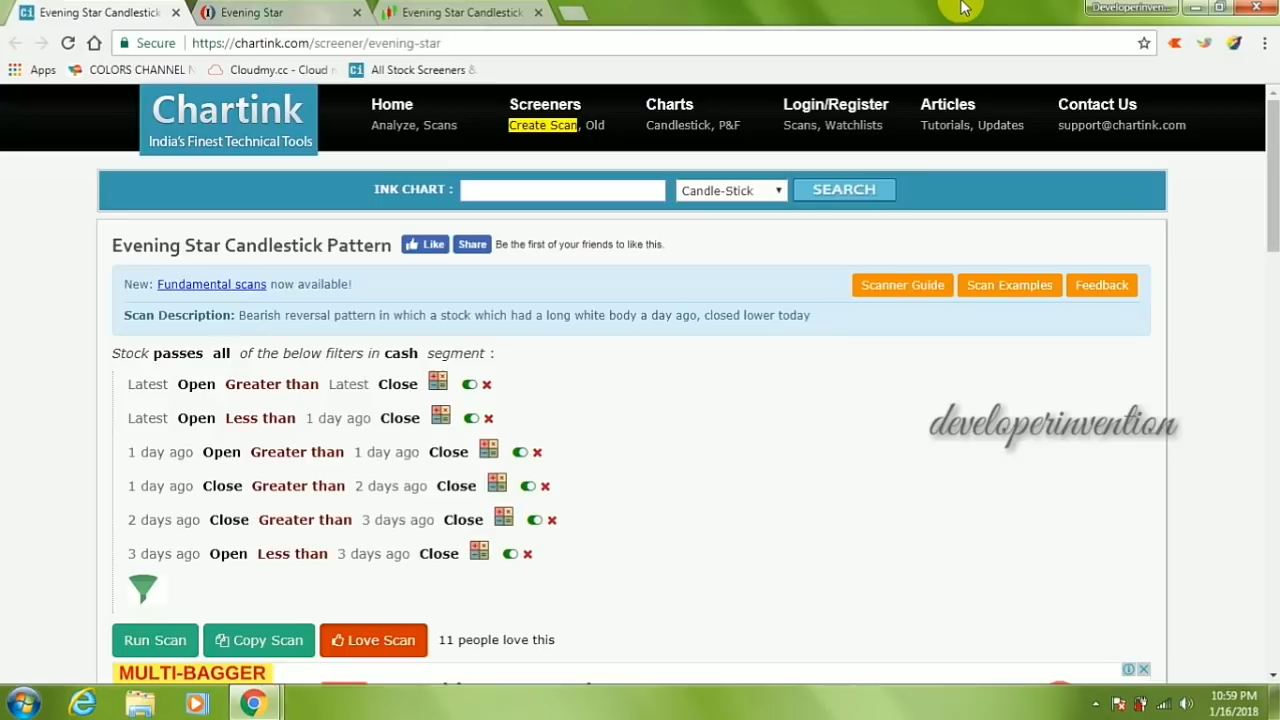 Evening Star Candlestick
Evening Star
Evening Star Candlestick
Developerinven...
Secure
https://chartink.com/screener/evening-star
Apps
COLORS CHANNEL
Cloudmy.cc - Cloud
All Stock Screeners &
Chartink
India'sFinest Technical Tools
Home
Analyze, Scans
Screeners
Create Scan, Old
Charts
Candlestick, P&F
Login/Register
Scans, Watchlists
Articles
Tutorials, Updates
Contact Us
support@chartink.com
INK CHART :
Candle-Stick
SEARCH
Evening Star Candlestick Pattern
Like
Share
Be the first of your friends to like this.
New: Fundamental scans now available!
Scanner Guide
Scan Examples
Feedback
Scan Description: Bearish reversal pattern in which a stock which had a long white body a day ago, closed lower today
Stock passes all of the below filters in cash segment :
Latest Open Greater than Latest Close
Latest Open Less than 1 day ago Close
1 day ago Open Greater than 1 day ago Close
1 day ago Close Greater than 2 days ago Close
2 days ago Close Greater than 3 days ago Close
3 days ago Open Less than 3 days ago Close
developerinvention
Run Scan
Copy Scan
Love Scan
11 people love this
MULTI-BAGGER
10:59 PM
1/16/2018